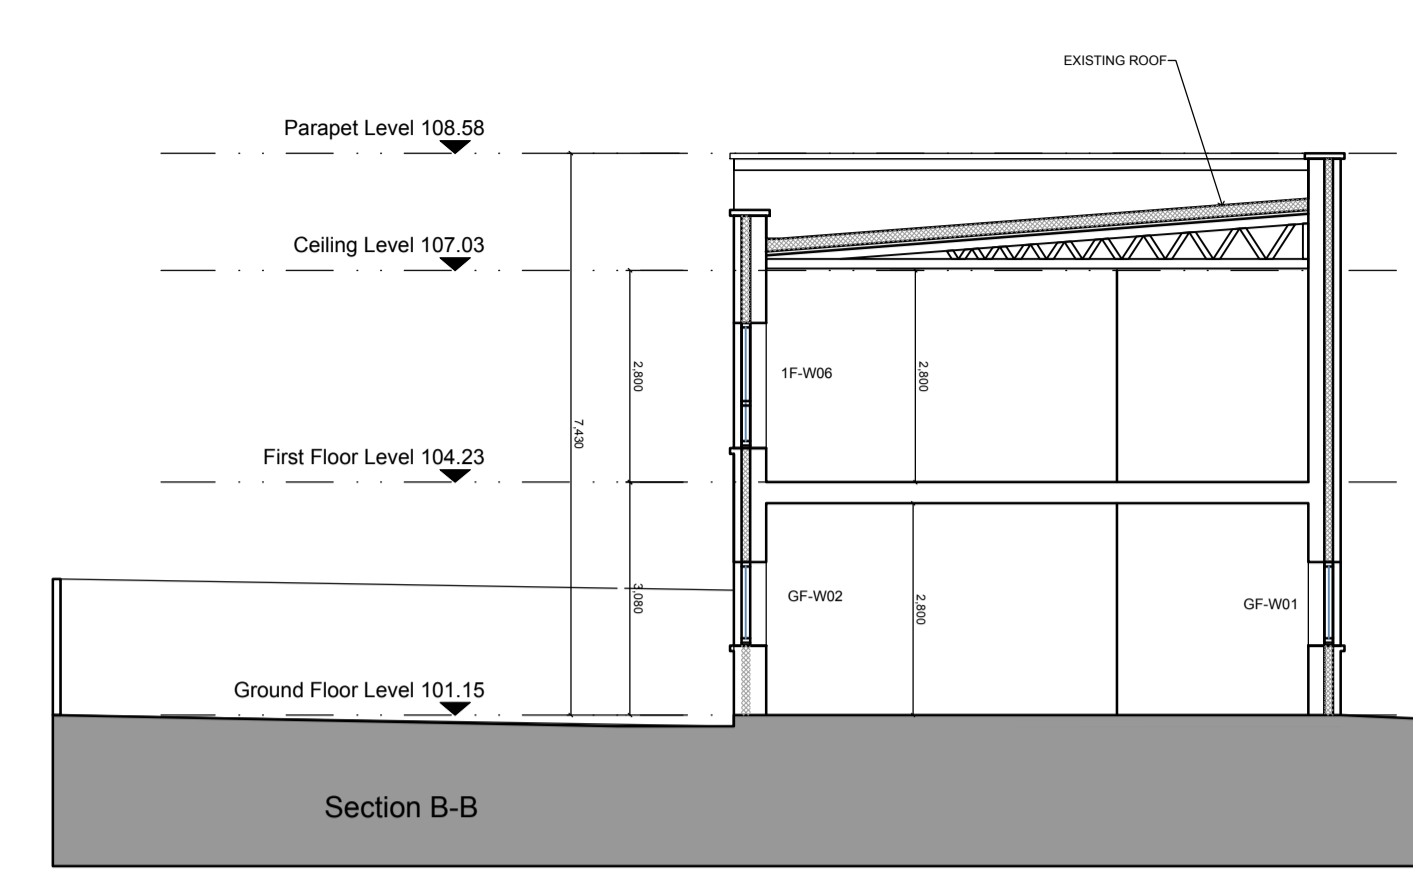 EXISTING ROOF
Parapet Level 108.58
Ceiling Level 107.03
2,800
2,800
1F-W06
7,430
First Floor Level 104.23
3,080
2,800
GF-W02
GF-W01
Ground Floor Level 101.15
Section B-B